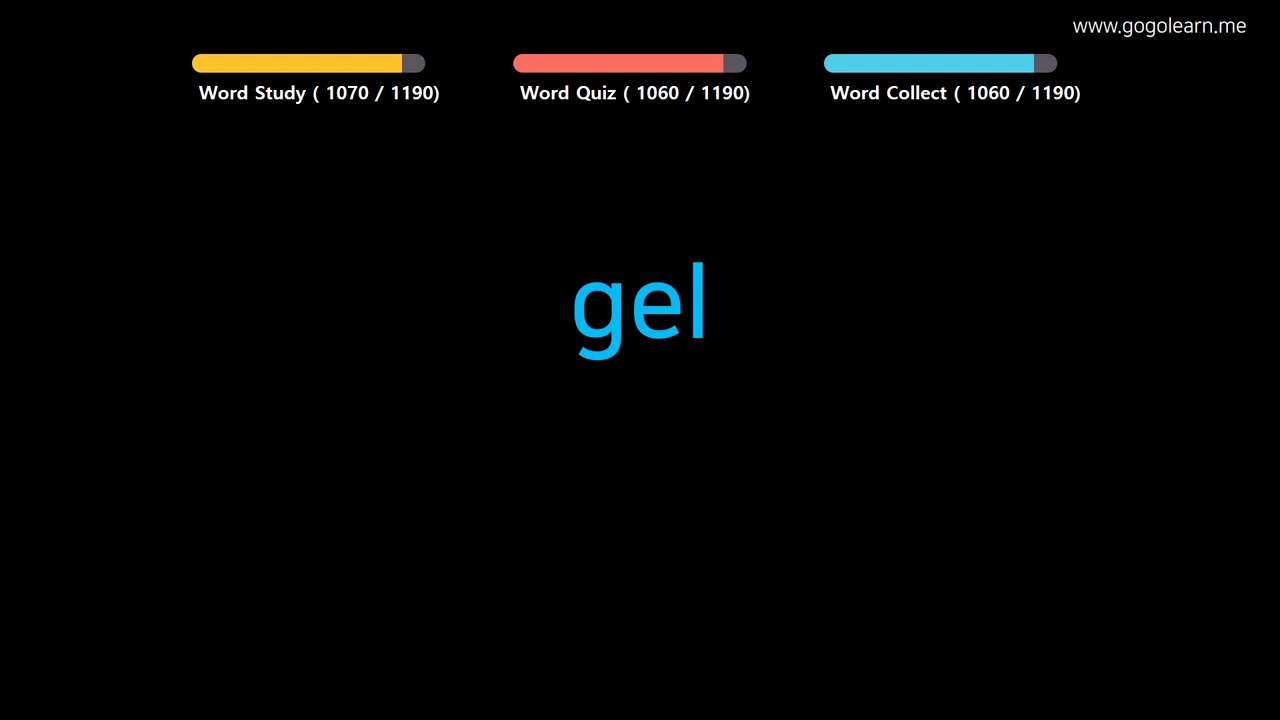 www.gogolearn.me
Word Study ( 1070 / 1190)
Word Quiz ( 1060 / 1190)
Word Collect ( 1060 / 1190)
gel